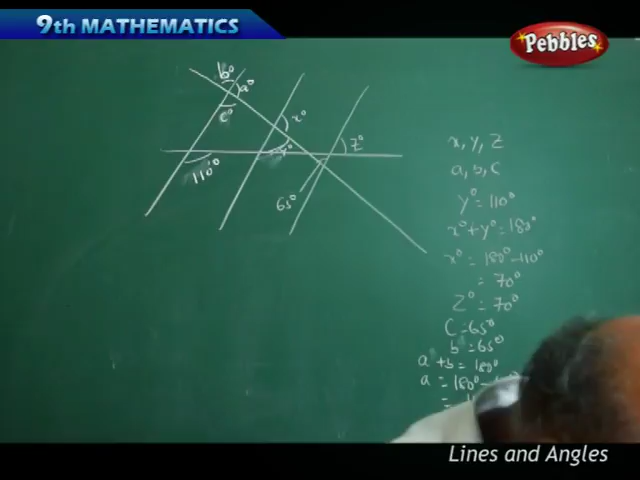 9th MATHEMATICS
Pebbles
b° a°
c° x°
z°
110°
65°
x, y, z
a, b, c
y° = 110°
x° + y° = 180°
x° = 180° - 110°
= 70°
z° = 70°
c = 65°
b = 65°
a + b = 180°
a = 180° -
=
Lines and Angles